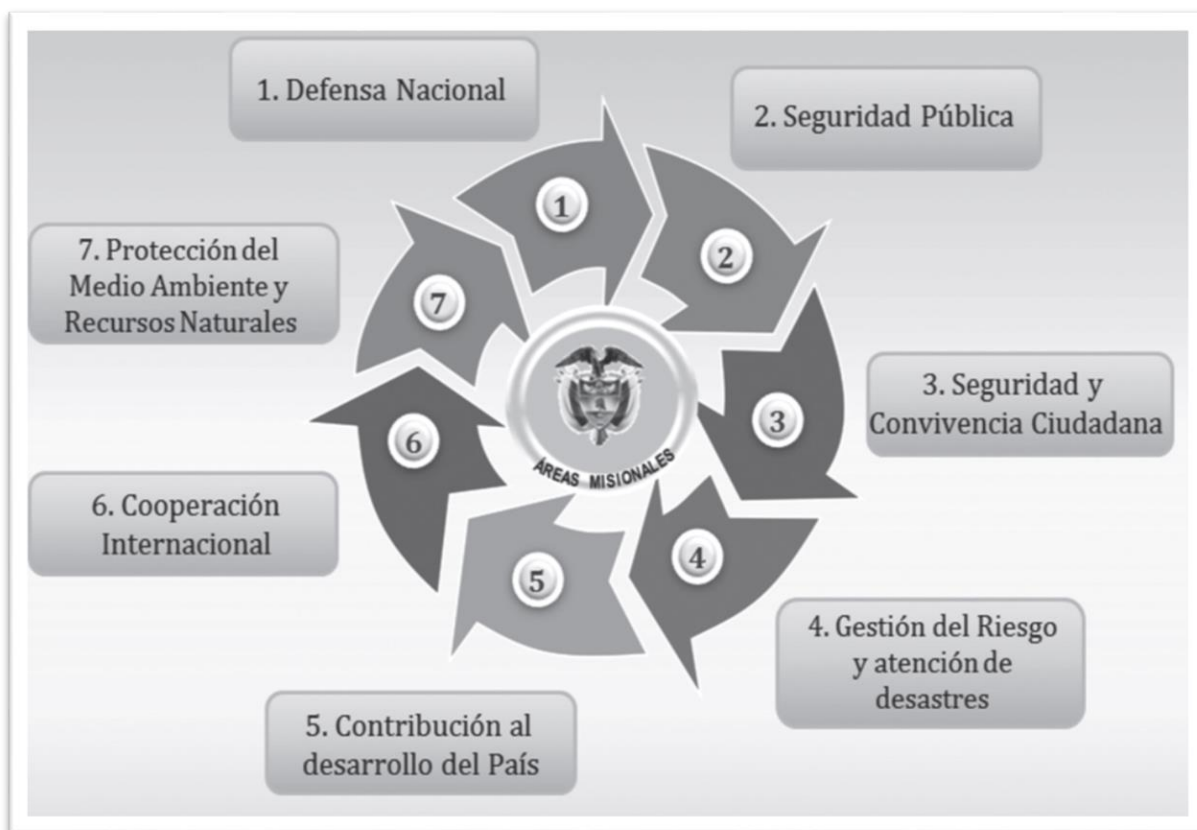 1. Defensa Nacional
1
2. Seguridad Pública
2
3. Seguridad y
Convivencia Ciudadana
3
4. Gestión del Riesgo
y atención de
desastres
4
5. Contribución al
desarrollo del País
5
6. Cooperación
Internacional
6
7. Protección del
Medio Ambiente y
Recursos Naturales
7
ÁREAS MISIONALES